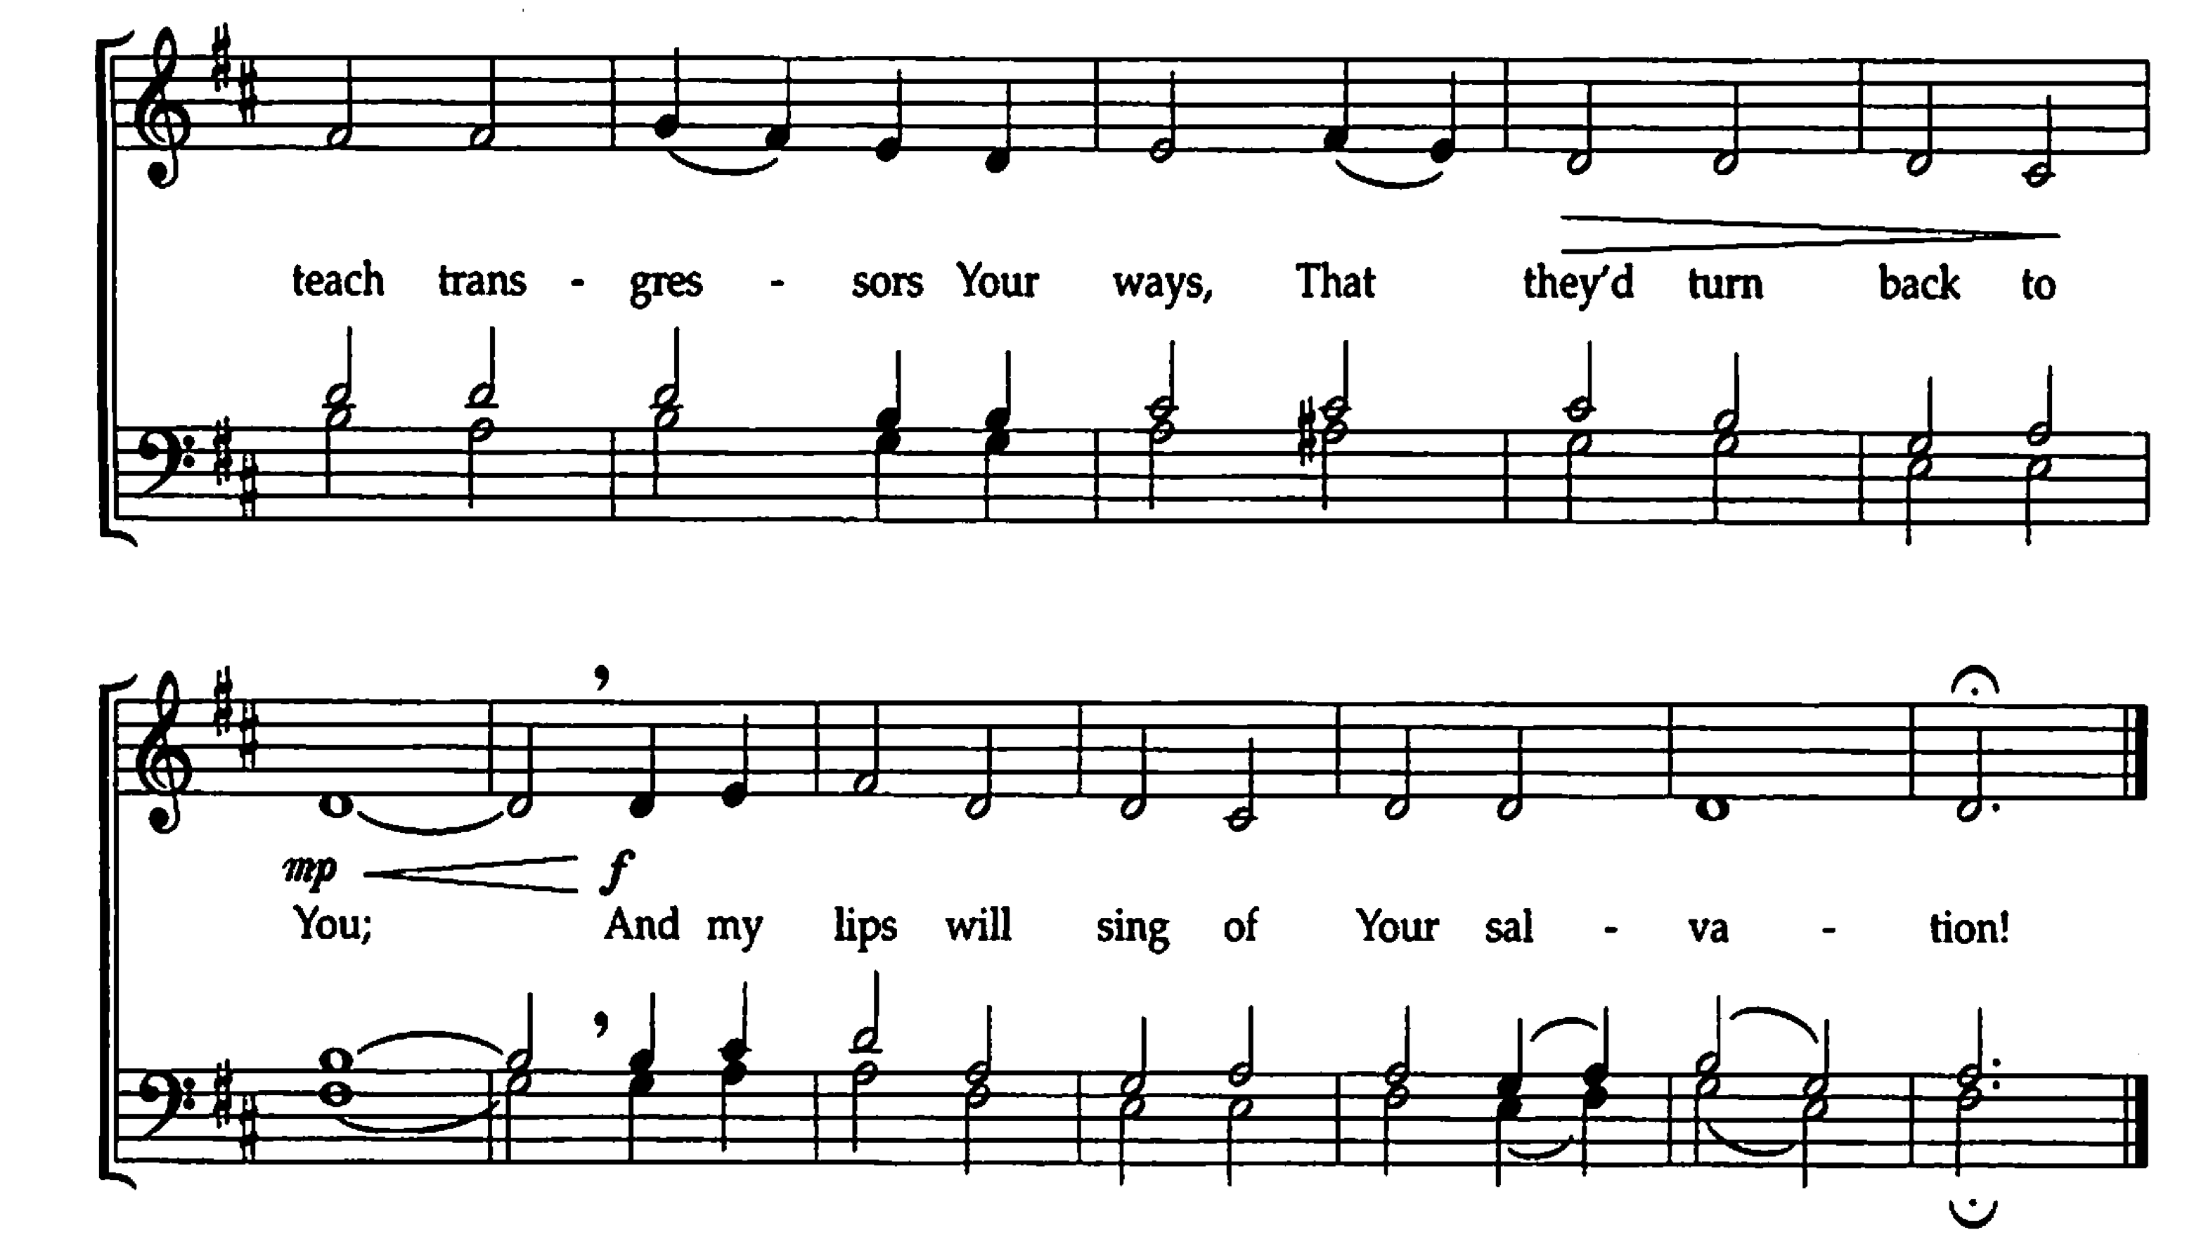 teach trans - gres - sors Your ways, That they'd turn back to
mp f
You; And my lips will sing of Your sal - va - tion!